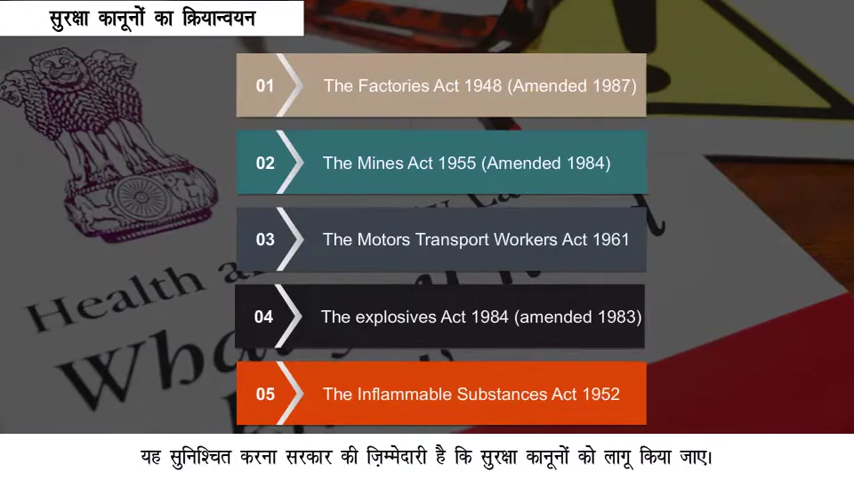 सुरक्षा कानूनों का क्रियान्वयन
01 The Factories Act 1948 (Amended 1987)
02 The Mines Act 1955 (Amended 1984)
03 The Motors Transport Workers Act 1961
04 The explosives Act 1984 (amended 1983)
05 The Inflammable Substances Act 1952
Health a
What
यह सुनिश्चित करना सरकार की ज़िम्मेदारी है कि सुरक्षा कानूनों को लागू किया जाए।